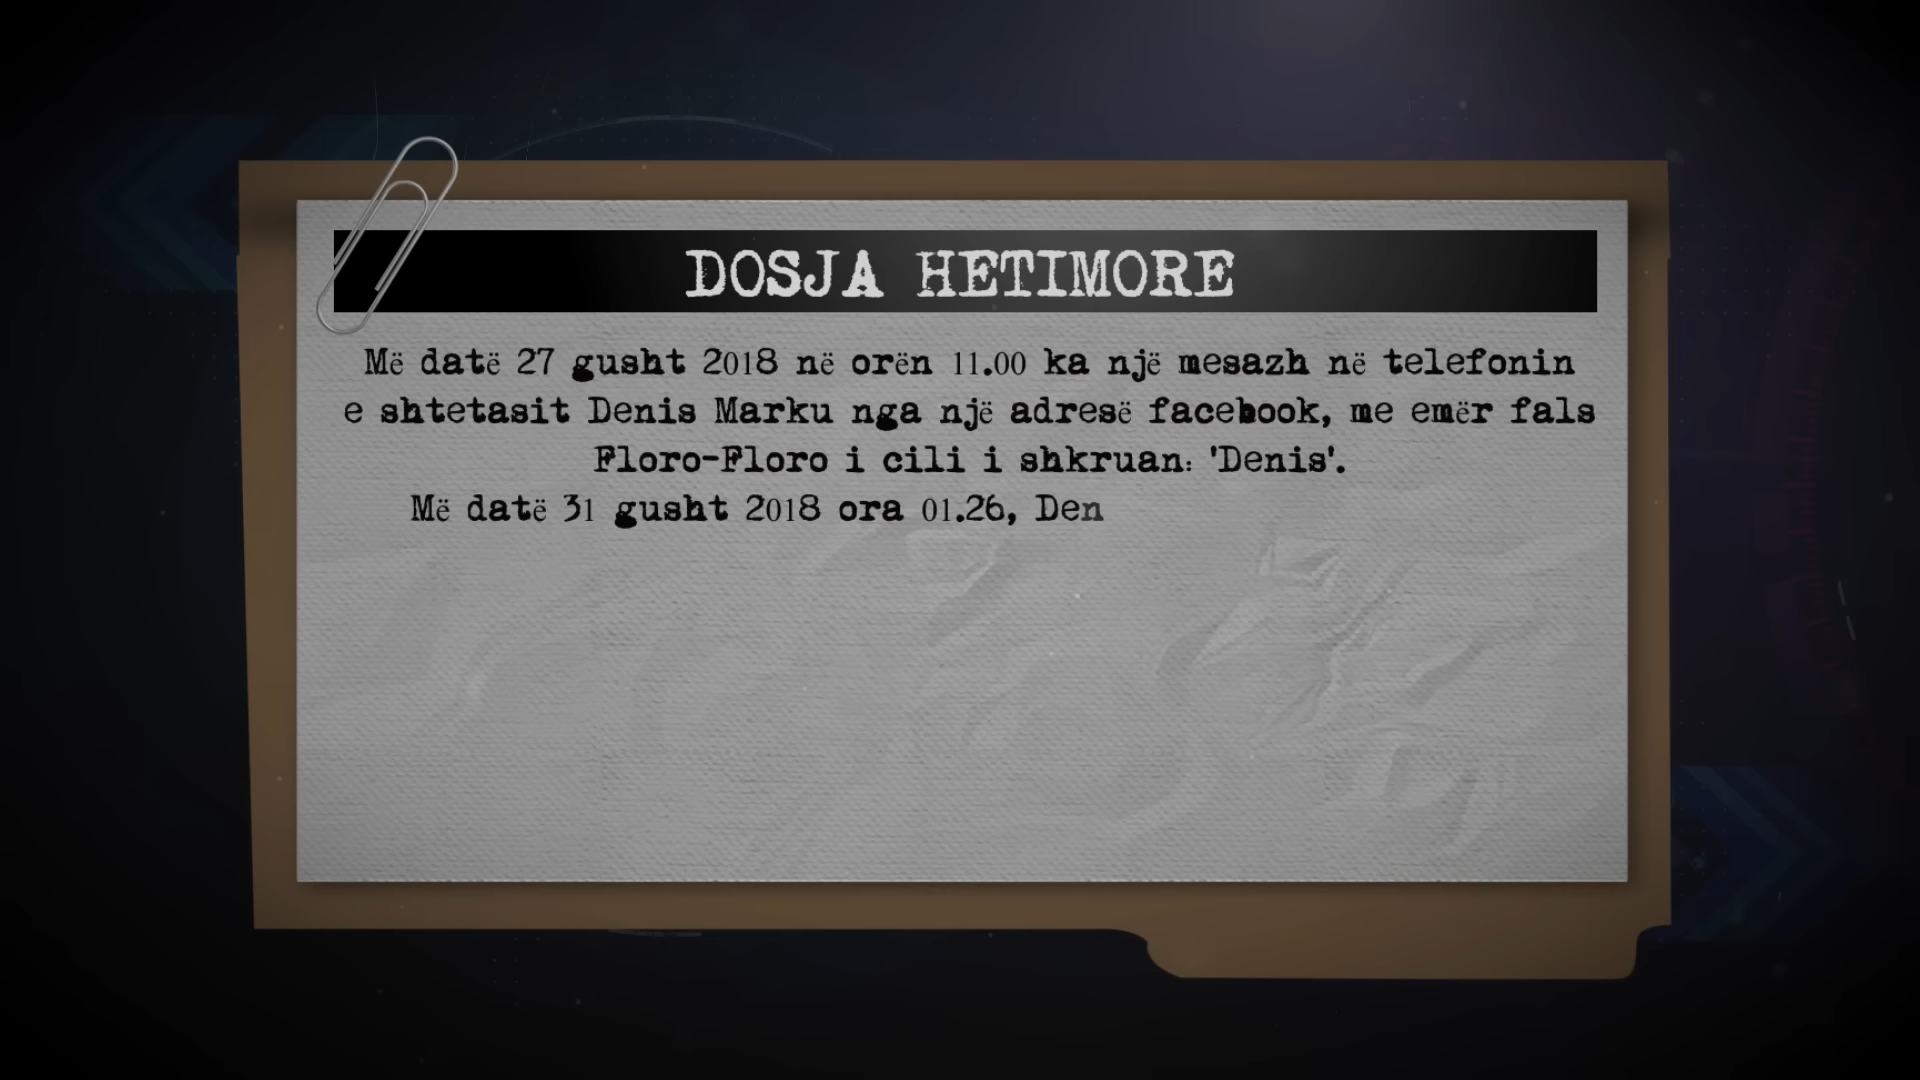 DOSJA HETIMORE
Më datë 27 gusht 2018 në orën 11.00 ka një mesazh në telefonin
e shtetasit Denis Marku nga një adresë facebook, me emër fals
Floro-Floro i cili i shkruan: 'Denis'.
Më datë 31 gusht 2018 ora 01.26, Den